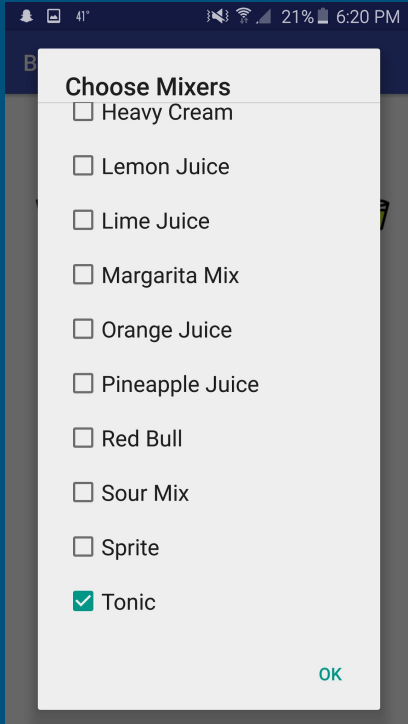 41°
21% 6:20 PM
B
Choose Mixers
Heavy Cream
Lemon Juice
Lime Juice
Margarita Mix
Orange Juice
Pineapple Juice
Red Bull
Sour Mix
Sprite
Tonic
OK